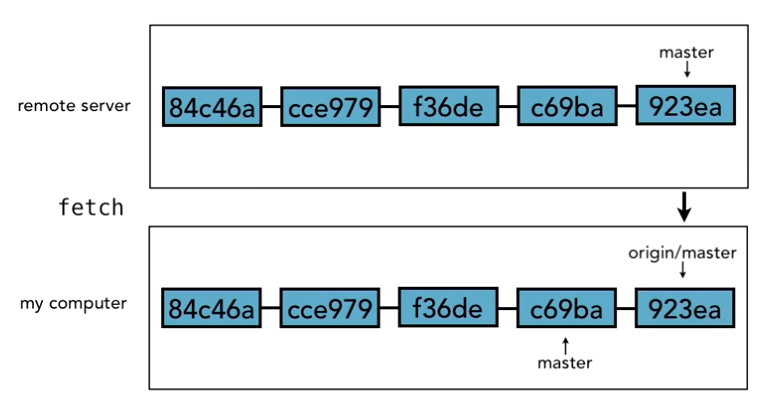 master
remote server
84c46a cce979 f36de c69ba 923ea
fetch
origin/master
my computer
84c46a cce979 f36de c69ba 923ea
master